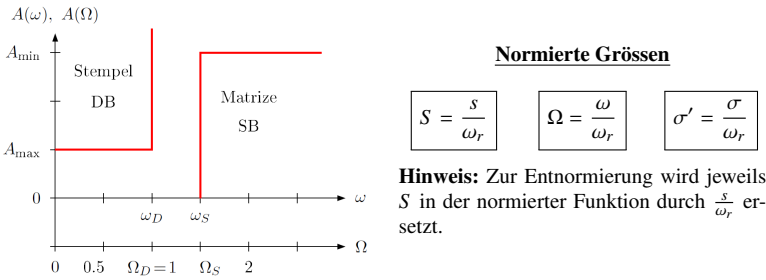 A(ω), A(Ω)
A_min
Stempel
DB
Matrize
SB
A_max
0
ω_D
ω_S
ω
Ω
0
0.5
Ω_D=1
Ω_S
2
Normierte Grössen
S = s/ω_r
Ω = ω/ω_r
σ′ = σ/ω_r
Hinweis: Zur Entnormierung wird jeweils
S in der normierter Funktion durch s/ω_r er-
setzt.